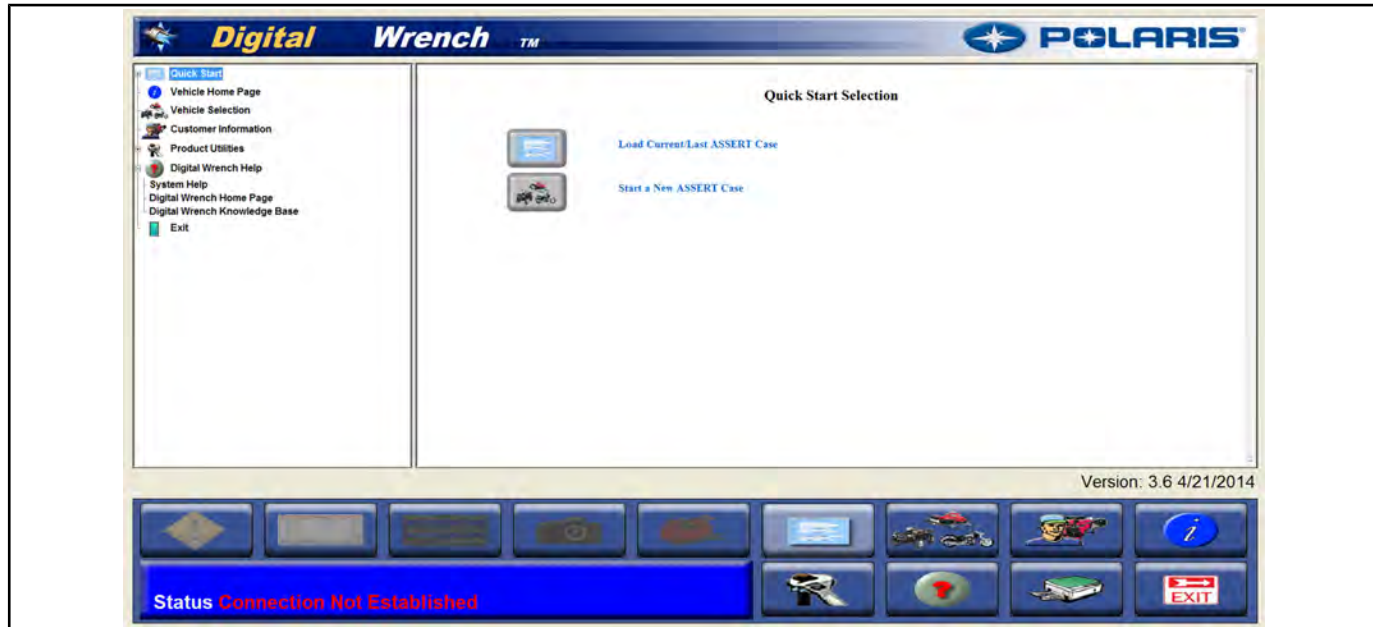 Digital Wrench TM
POLARIS
Quick Start
Vehicle Home Page
Vehicle Selection
Customer Information
Product Utilities
Digital Wrench Help
System Help
Digital Wrench Home Page
Digital Wrench Knowledge Base
Exit
Quick Start Selection
Load Current/Last ASSERT Case
Start a New ASSERT Case
Version: 3.6 4/21/2014
Status Connection Not Established
EXIT